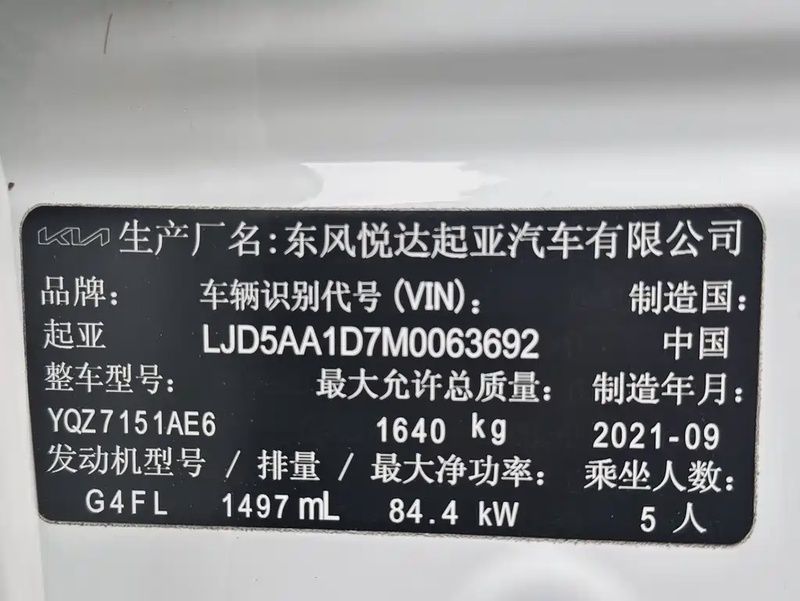 KIA 生产厂名:东风悦达起亚汽车有限公司
品牌: 车辆识别代号(VIN): 制造国:
起亚 LJD5AA1D7M0063692 中国
整车型号: 最大允许总质量: 制造年月:
YQZ7151AE6 1640 kg 2021-09
发动机型号 / 排量 / 最大净功率: 乘坐人数:
G4FL 1497 mL 84.4 kW 5 人